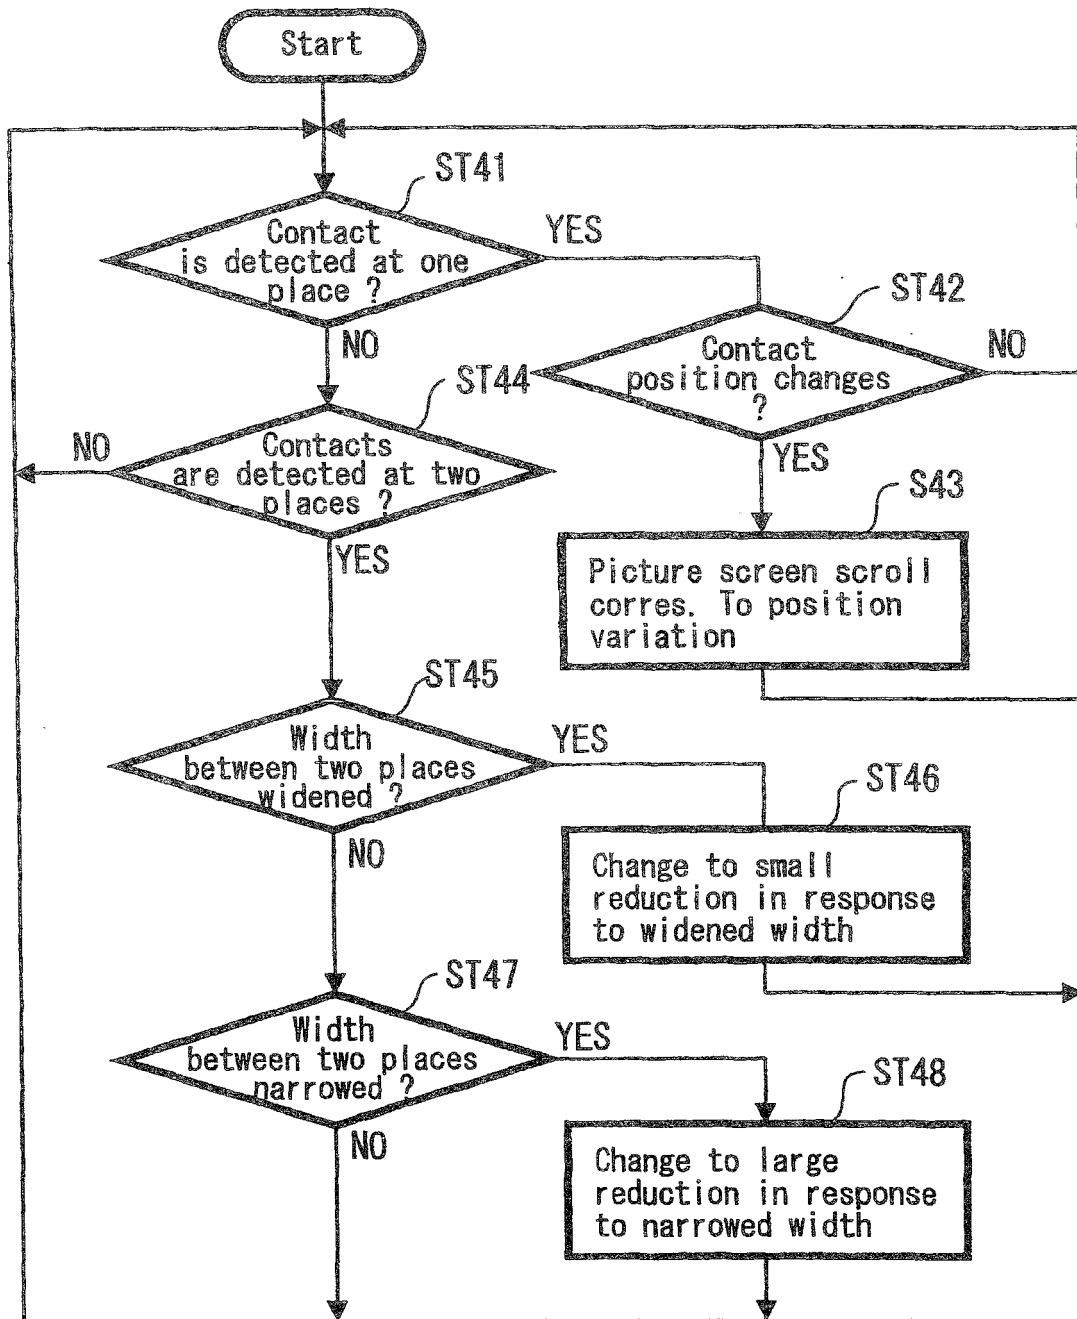 Start
ST41
Contact
is detected at one
place ?
YES
NO
ST42
Contact
position changes
?
NO
YES
ST44
Contacts
are detected at two
places ?
NO
YES
S43
Picture screen scroll
corres. To position
variation
ST45
Width
between two places
widened ?
YES
NO
ST46
Change to small
reduction in response
to widened width
ST47
Width
between two places
narrowed ?
YES
NO
ST48
Change to large
reduction in response
to narrowed width